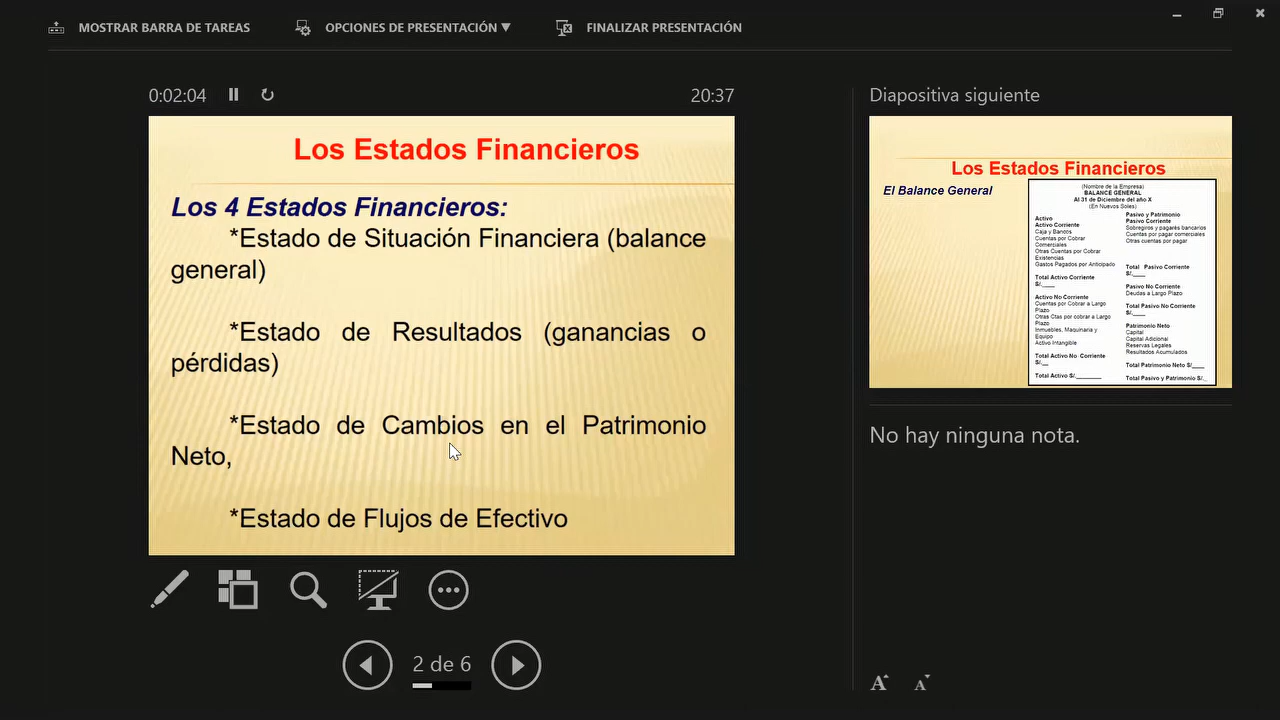 MOSTRAR BARRA DE TAREAS
OPCIONES DE PRESENTACIÓN ▼
FINALIZAR PRESENTACIÓN
0:02:04
20:37
Los Estados Financieros
Los 4 Estados Financieros:
*Estado de Situación Financiera (balance
general)
*Estado de Resultados (ganancias o
pérdidas)
*Estado de Cambios en el Patrimonio
Neto,
*Estado de Flujos de Efectivo
2 de 6
Diapositiva siguiente
Los Estados Financieros
El Balance General
(Nombre de la Empresa)
BALANCE GENERAL
Al 31 de Diciembre del año X
(En Nuevos Soles)
Activo
Activo Corriente
Caja y Bancos
Cuentas por Cobrar
Comerciales
Otras Cuentas por Cobrar
Existencias
Gastos Pagados por Anticipado
Total Activo Corriente
S/.____
Activo No Corriente
Cuentas por Cobrar a Largo
Plazo
Otras Ctas por cobrar a Largo
Plazo
Inmuebles, Maquinaria y
Equipo
Activo Intangible
Total Activo No Corriente
S/.__
Total Activo S/.________
Pasivo y Patrimonio
Pasivo Corriente
Sobregiros y pagarés bancarios
Cuentas por pagar comerciales
Otras cuentas por pagar
Total Pasivo Corriente
S/.____
Pasivo No Corriente
Deudas a Largo Plazo
Total Pasivo No Corriente
S/.____
Patrimonio Neto
Capital
Capital Adicional
Reservas Legales
Resultados Acumulados
Total Patrimonio Neto S/____
Total Pasivo y Patrimonio S/._
No hay ninguna nota.
A A